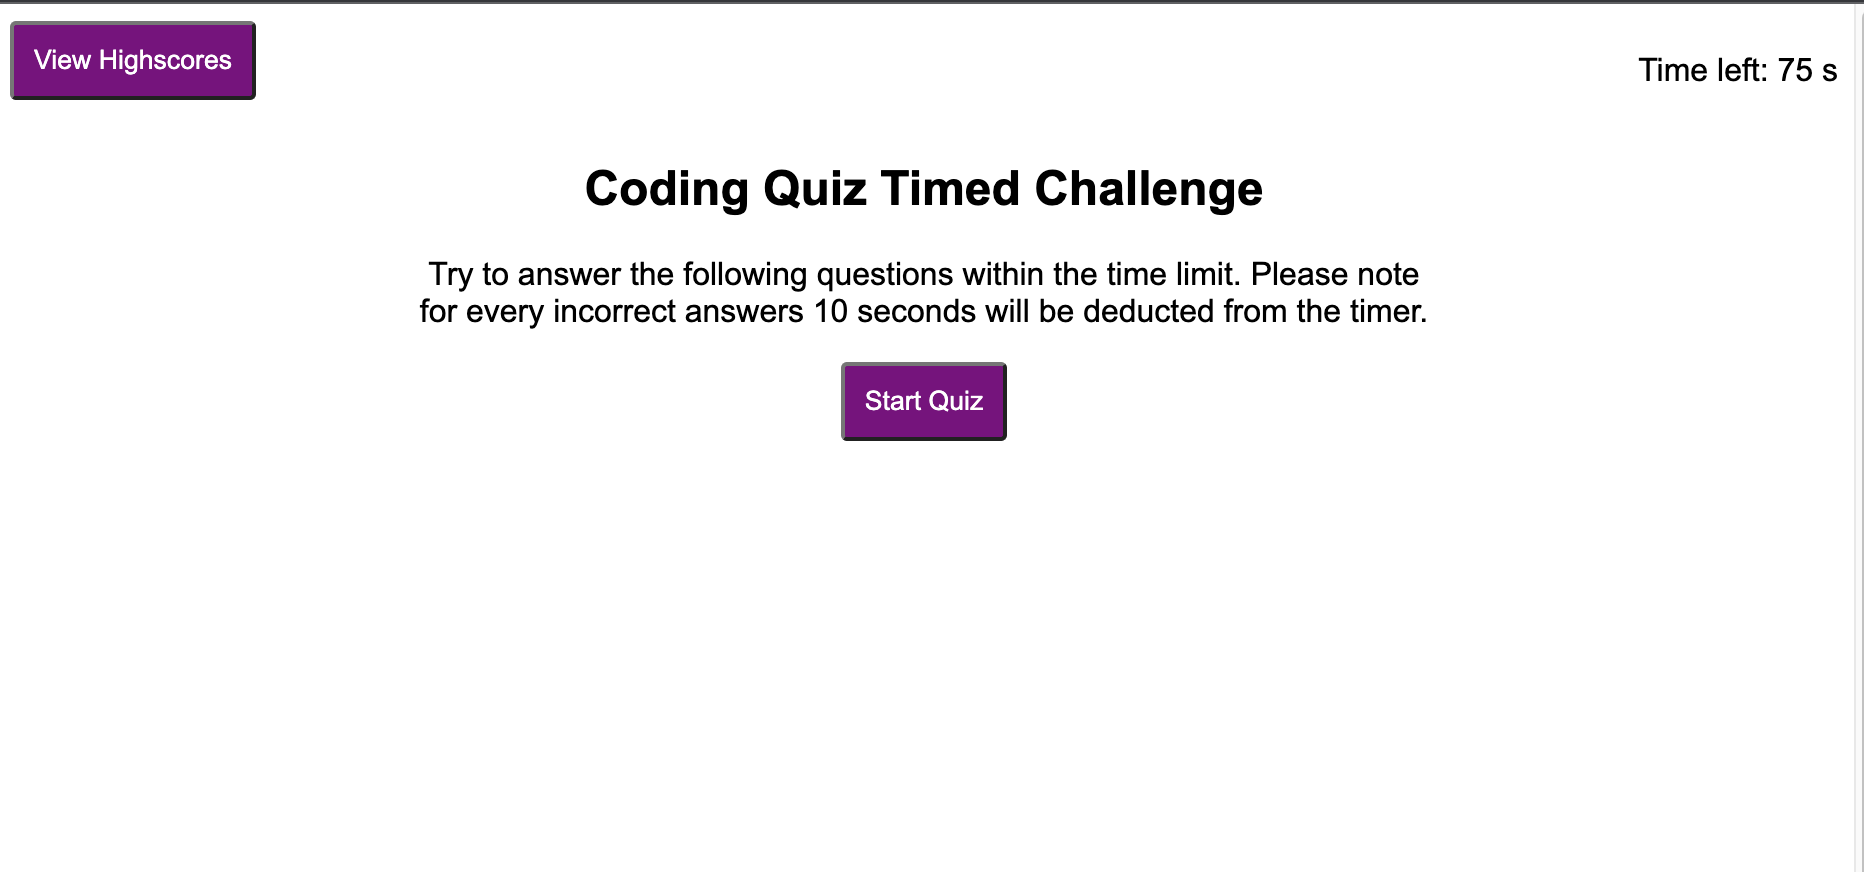 View Highscores
Time left: 75 s
Coding Quiz Timed Challenge
Try to answer the following questions within the time limit. Please note
for every incorrect answers 10 seconds will be deducted from the timer.
Start Quiz